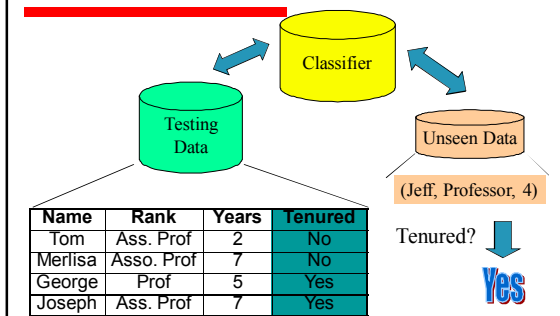 Classifier
Testing
Data
Unseen Data
(Jeff, Professor, 4)
Name Rank Years Tenured
Tom Ass. Prof 2 No
Merlisa Asso. Prof 7 No
George Prof 5 Yes
Joseph Ass. Prof 7 Yes
Tenured?
Yes